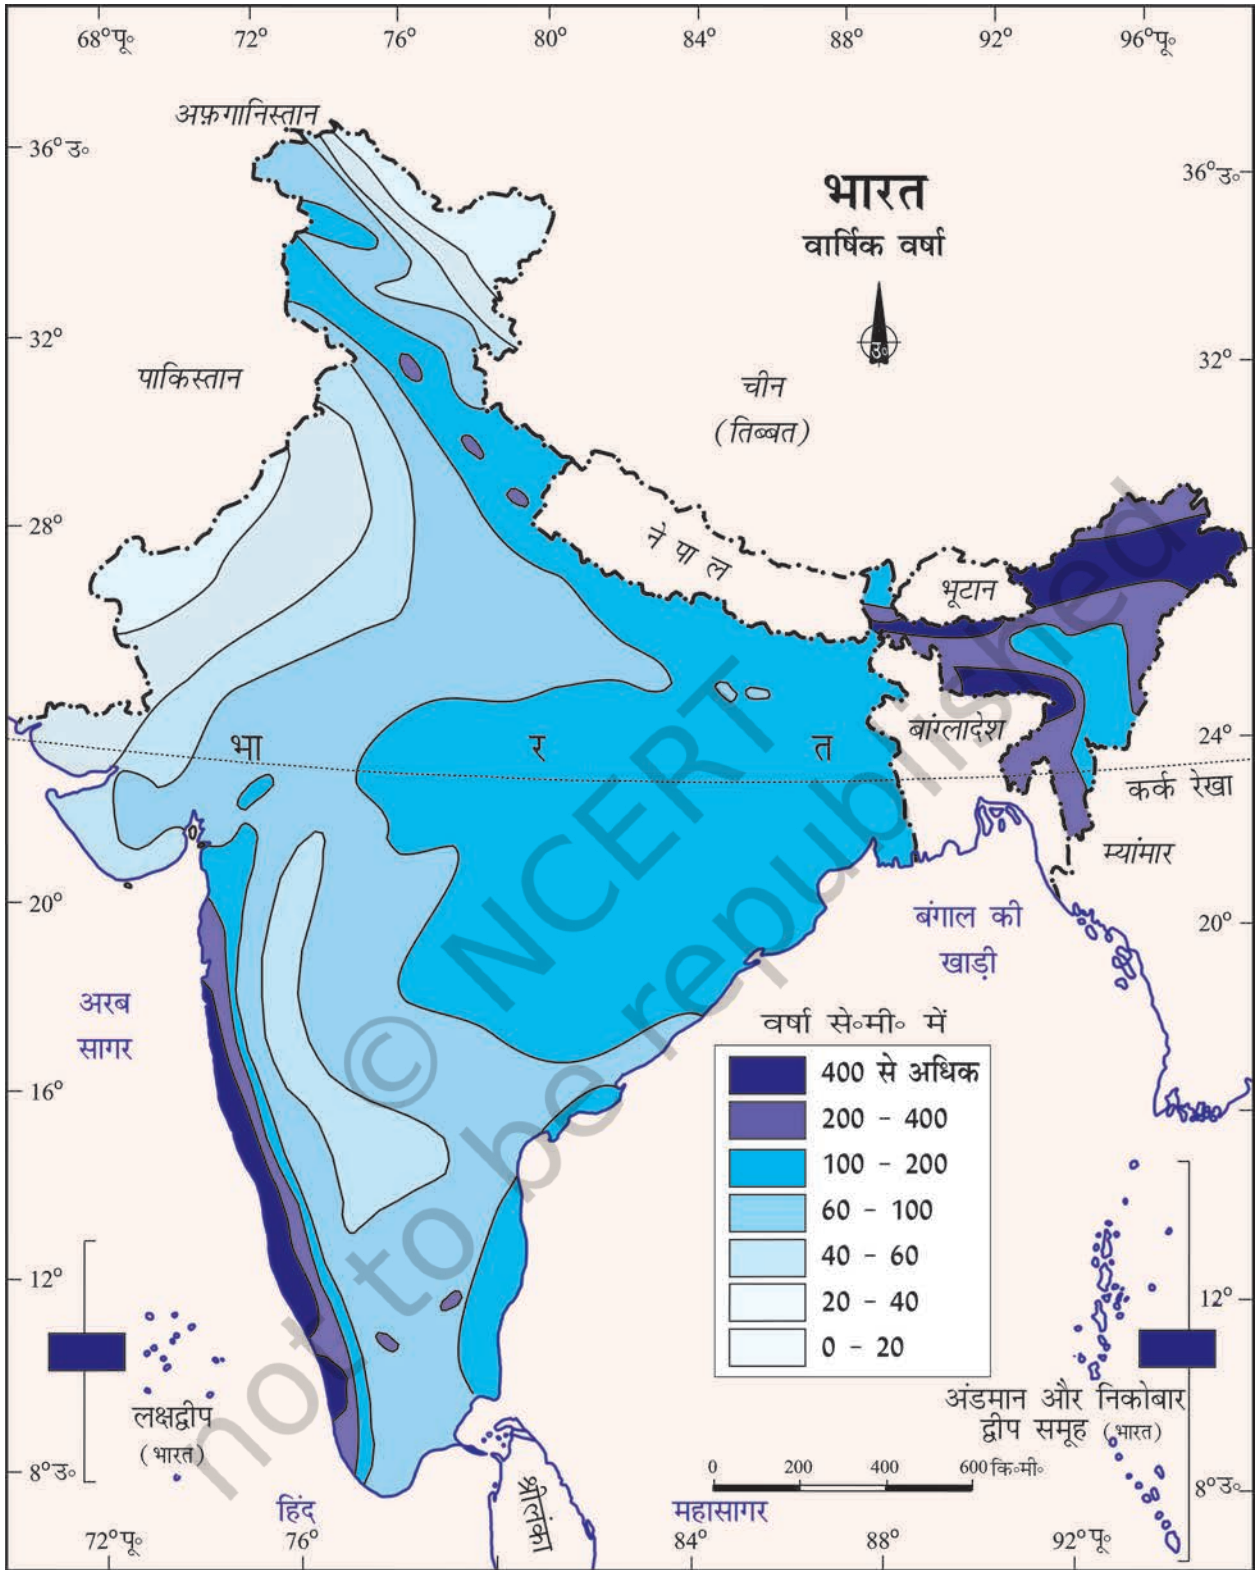 68°पू॰ 72° 76° 80° 84° 88° 92° 96°पू॰
अफ़गानिस्तान
36°उ॰
36°उ॰
भारत
वार्षिक वर्षा
उ॰
32°
32°
पाकिस्तान
चीन
(तिब्बत)
28°
नेपाल
भूटान
बांग्लादेश
भा र त
24°
कर्क रेखा
म्यांमार
20°
20°
बंगाल की
खाड़ी
अरब
सागर
16°
वर्षा से॰मी॰ में
400 से अधिक
200 - 400
100 - 200
60 - 100
40 - 60
20 - 40
0 - 20
12°
12°
लक्षद्वीप
(भारत)
अंडमान और निकोबार
द्वीप समूह (भारत)
0 200 400 600 कि॰मी॰
8°उ॰
8°उ॰
हिंद
महासागर
श्रीलंका
72°पू॰ 76° 84° 88° 92°पू॰
© NCERT
not to be republished